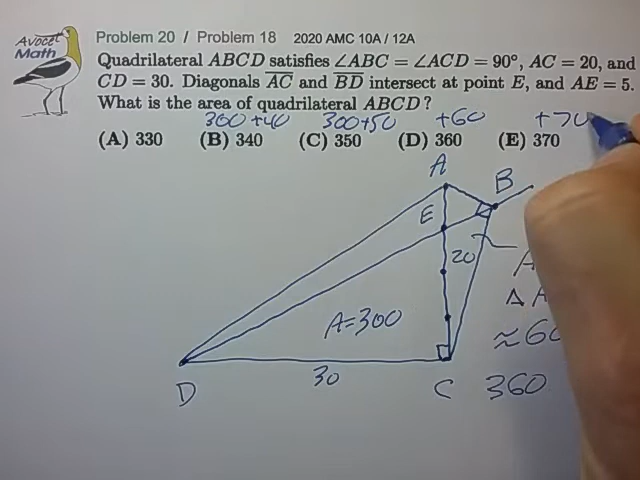 Avocet Math
Problem 20 / Problem 18 2020 AMC 10A / 12A
Quadrilateral ABCD satisfies ∠ABC = ∠ACD = 90°, AC = 20, and
CD = 30. Diagonals AC and BD intersect at point E, and AE = 5.
What is the area of quadrilateral ABCD?
300+40 300+50 +60 +70
(A) 330 (B) 340 (C) 350 (D) 360 (E) 370
A
B
E
20
A
A=300
Δ A
≈60
30
D
C
360